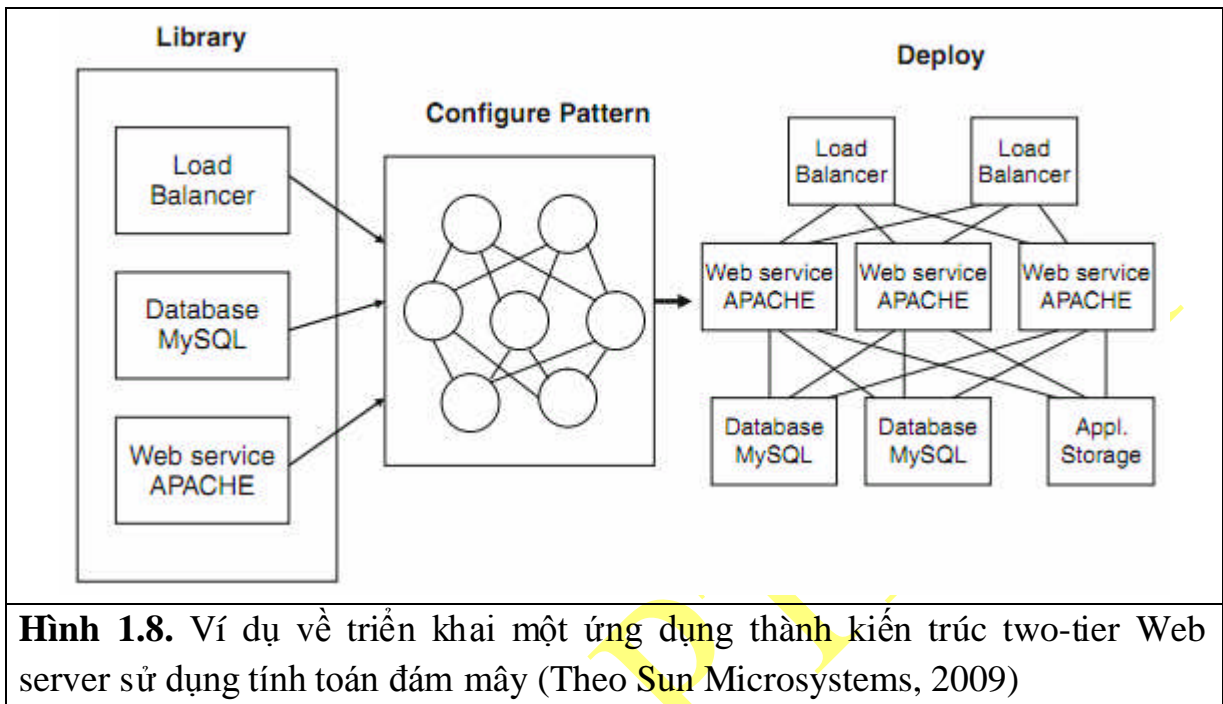 Library
Load
Balancer
Database
MySQL
Web service
APACHE
Configure Pattern
Deploy
Load
Balancer
Load
Balancer
Web service
APACHE
Web service
APACHE
Web service
APACHE
Database
MySQL
Database
MySQL
Appl.
Storage
Hình 1.8. Ví dụ về triển khai một ứng dụng thành kiến trúc two-tier Web
server sử dụng tính toán đám mây (Theo Sun Microsystems, 2009)